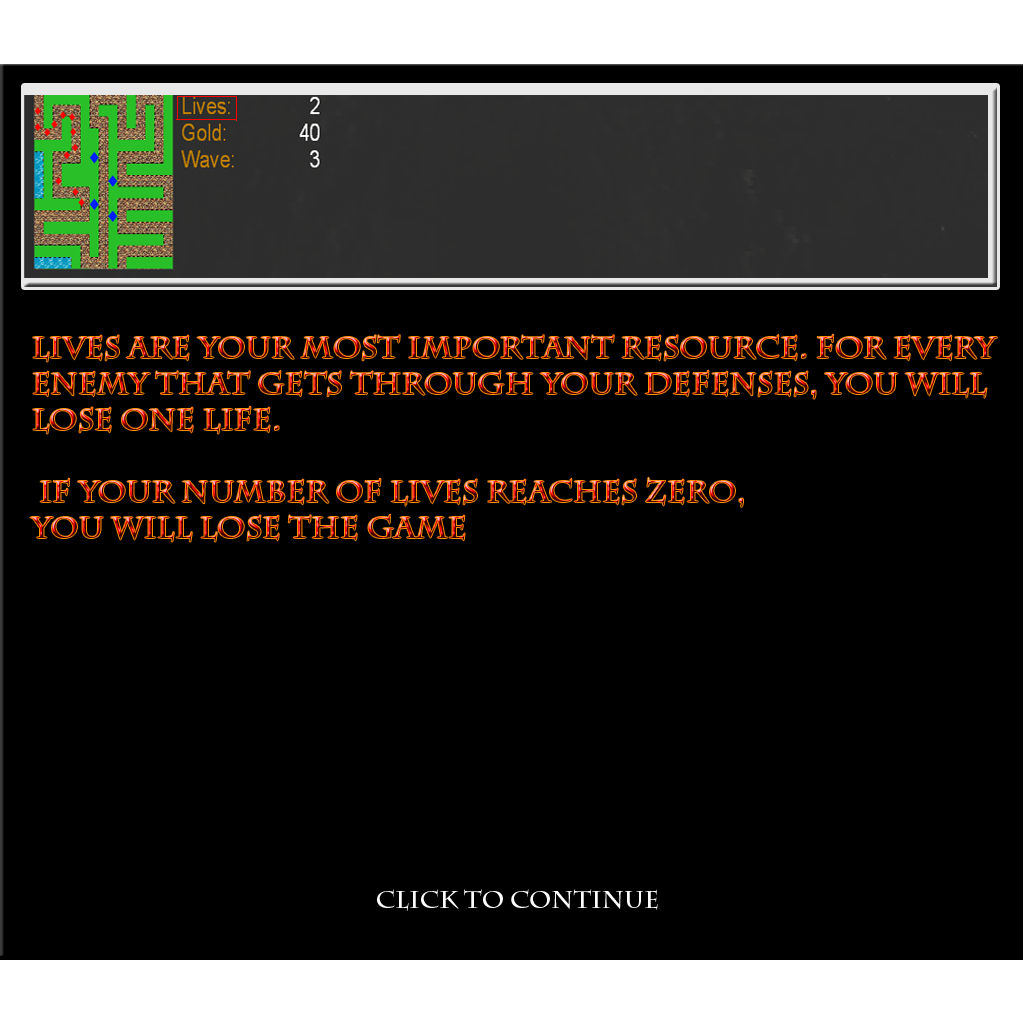 Lives: 2
Gold: 40
Wave: 3
LIVES ARE YOUR MOST IMPORTANT RESOURCE. FOR EVERY
ENEMY THAT GETS THROUGH YOUR DEFENSES, YOU WILL
LOSE ONE LIFE.
IF YOUR NUMBER OF LIVES REACHES ZERO,
YOU WILL LOSE THE GAME
CLICK TO CONTINUE